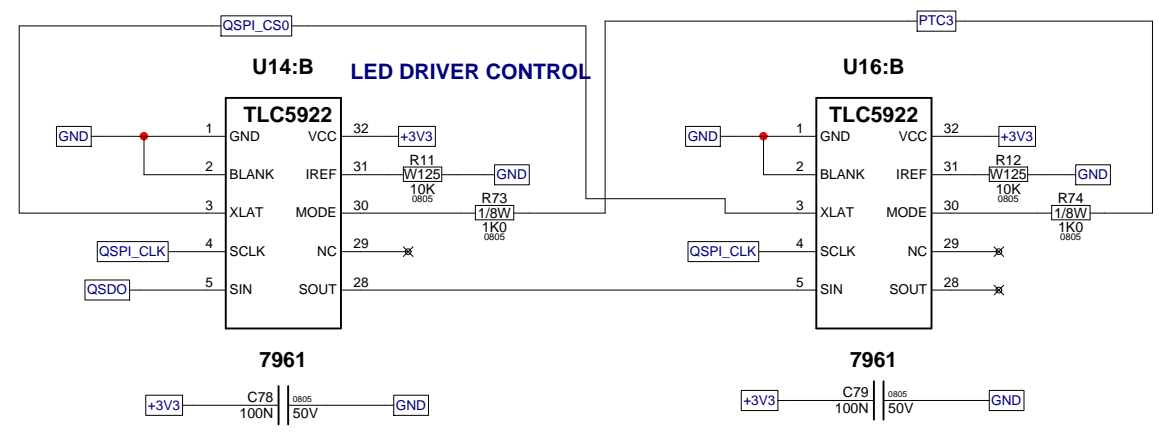 QSPI_CS0
PTC3
U14:B
LED DRIVER CONTROL
U16:B
TLC5922
TLC5922
GND 1 GND VCC 32 +3V3
GND 1 GND VCC 32 +3V3
2 BLANK IREF 31 R11 W125 10K 0805 GND
2 BLANK IREF 31 R12 W125 10K 0805 GND
3 XLAT MODE 30 R73 1/8W 1K0 0805
3 XLAT MODE 30 R74 1/8W 1K0 0805
QSPI_CLK 4 SCLK NC 29
QSPI_CLK 4 SCLK NC 29
QSDO 5 SIN SOUT 28
5 SIN SOUT 28
7961
7961
+3V3 C78 100N 0805 50V GND
+3V3 C79 100N 0805 50V GND